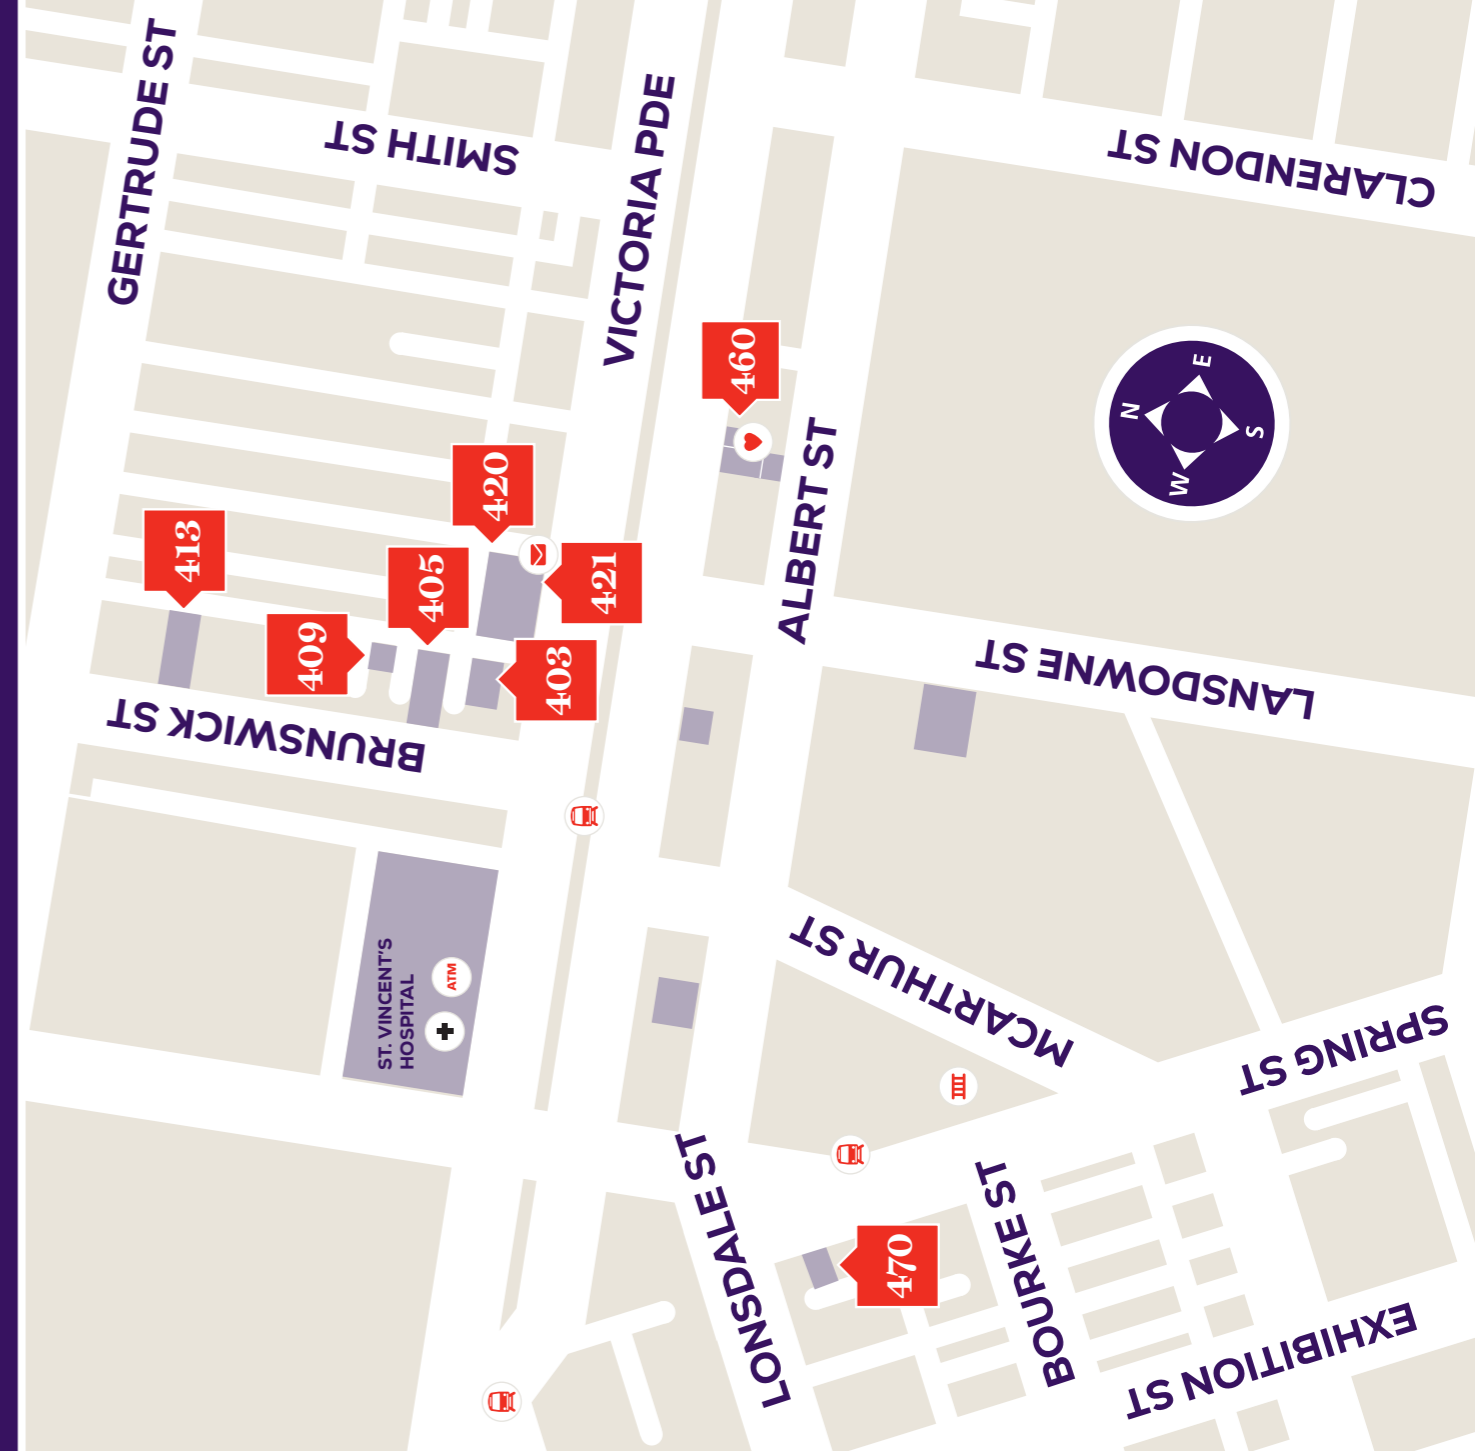 GERTRUDE ST
SMITH ST
VICTORIA PDE
CLARENDON ST
460
N
E
S
W
420
ALBERT ST
413
405
421
409
403
LANSDOWNE ST
BRUNSWICK ST
ST. VINCENT'S
HOSPITAL
ATM
MCARTHUR ST
SPRING ST
LONSDALE ST
BOURKE ST
470
EXHIBITION ST